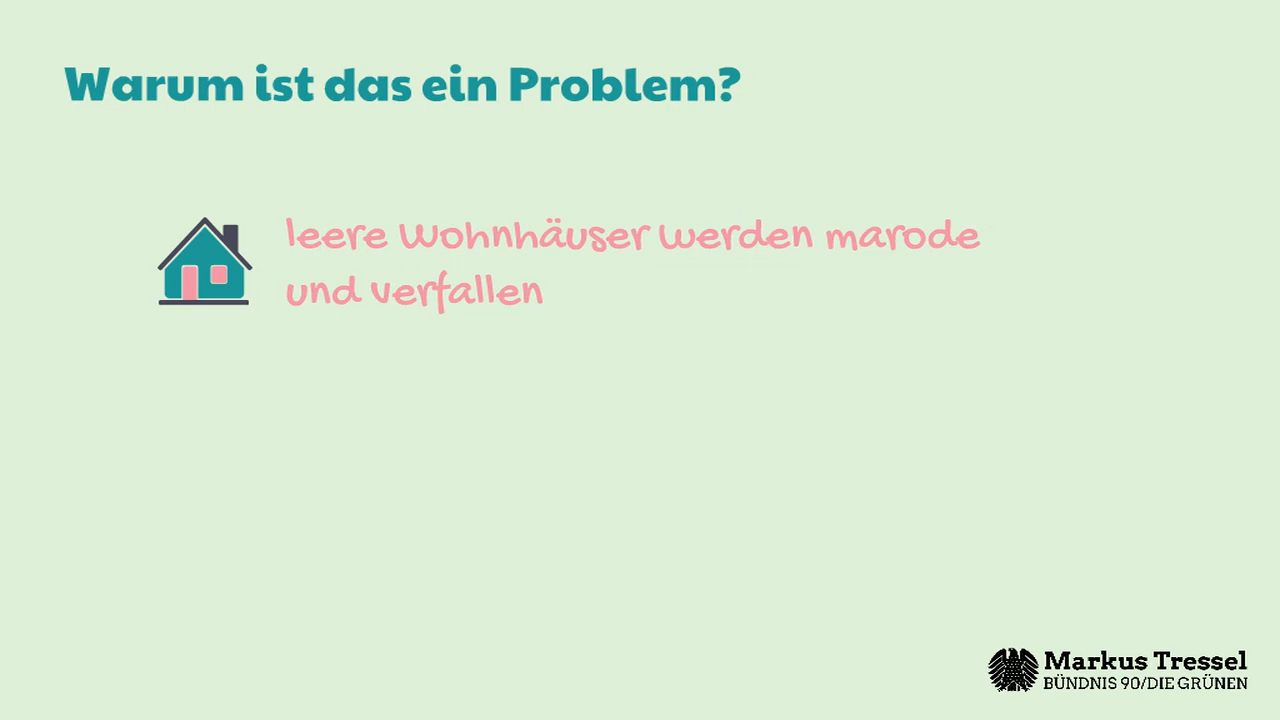 Warum ist das ein Problem?
leere Wohnhäuser werden marode
und verfallen
Markus Tressel
BÜNDNIS 90/DIE GRÜNEN